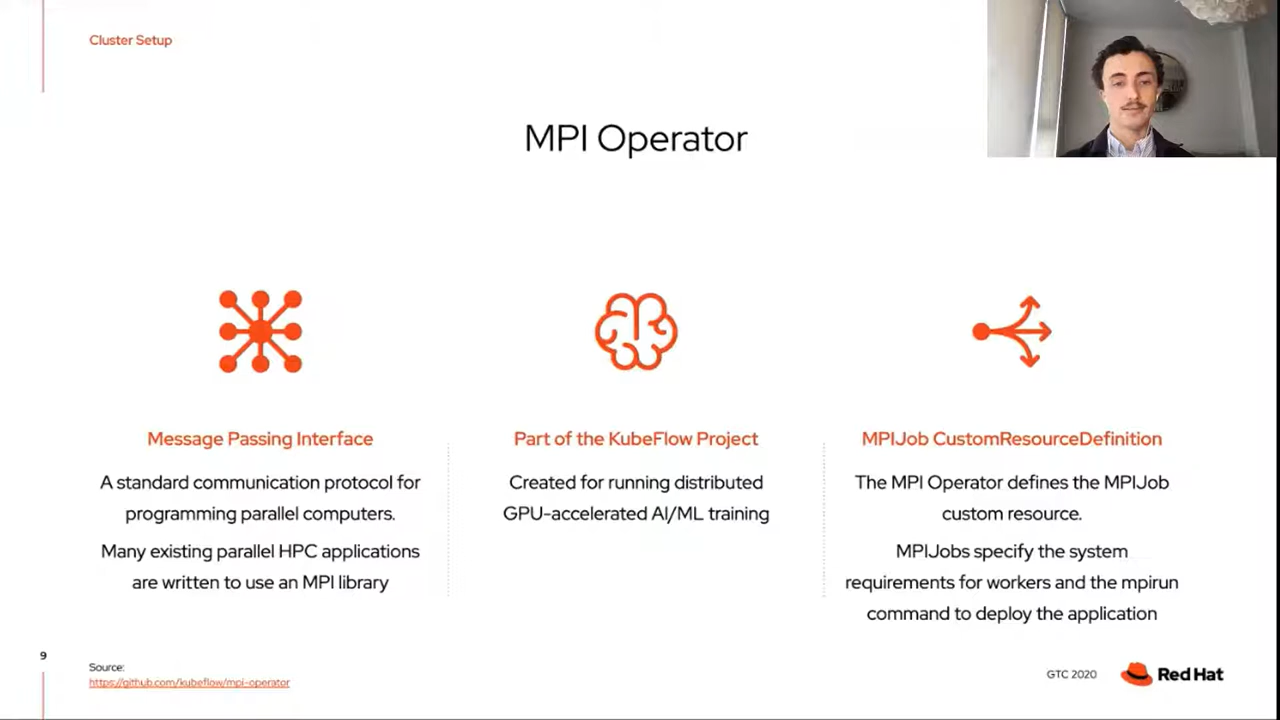 Cluster Setup
MPI Operator
Message Passing Interface
A standard communication protocol for
programming parallel computers.
Many existing parallel HPC applications
are written to use an MPI library
Part of the KubeFlow Project
Created for running distributed
GPU-accelerated AI/ML training
MPIJob CustomResourceDefinition
The MPI Operator defines the MPIJob
custom resource.
MPIJobs specify the system
requirements for workers and the mpirun
command to deploy the application
9
Source:
https://github.com/kubeflow/mpi-operator
GTC 2020
Red Hat